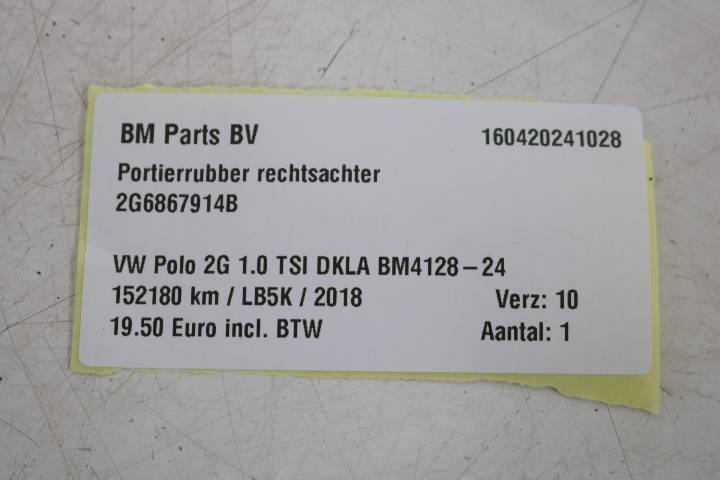 BM Parts BV 160420241028
Portierrubber rechtsachter
2G6867914B
VW Polo 2G 1.0 TSI DKLA BM4128-24
152180 km / LB5K / 2018 Verz: 10
19.50 Euro incl. BTW Aantal: 1